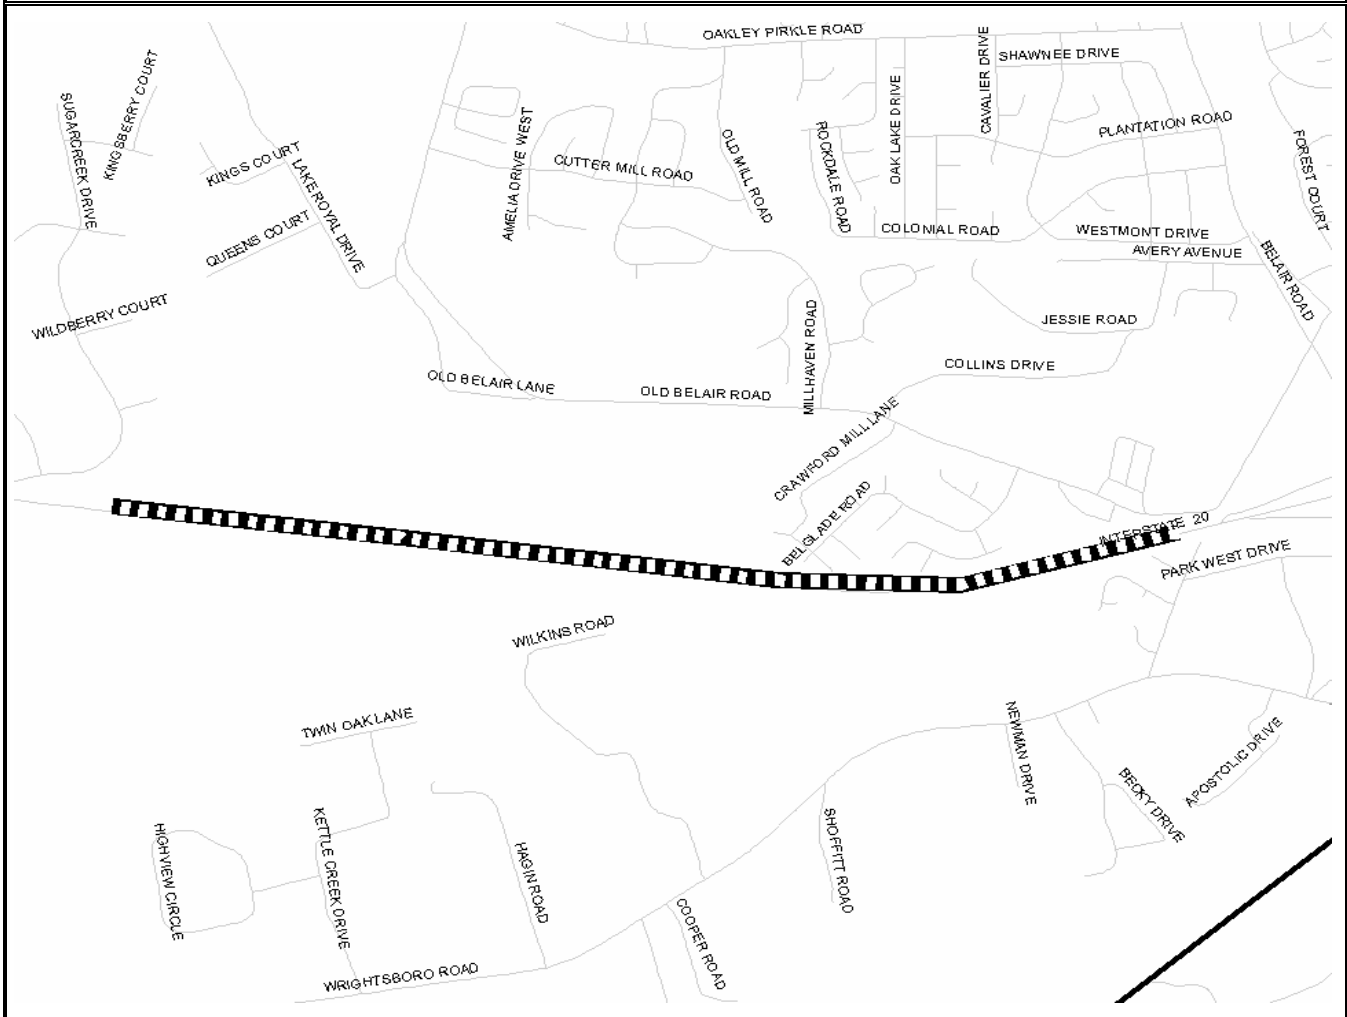 OAKLEY PIRKLE ROAD
SHAWNEE DRIVE
CAVALIER DRIVE
KINGSBERRY COURT
SUGARCREEK DRIVE
OAK LAKE DRIVE
PLANTATION ROAD
AMELIA DRIVE WEST
OLD MILL ROAD
ROCKDALE ROAD
FOREST COURT
KINGS COURT
CUTTER MILL ROAD
LAKE ROYAL DRIVE
QUEENS COURT
COLONIAL ROAD
WESTMONT DRIVE
AVERY AVENUE
BELAIR ROAD
WILDBERRY COURT
JESSIE ROAD
MILLHAVEN ROAD
COLLINS DRIVE
OLD BELAIR LANE
OLD BELAIR ROAD
CRAWFORD MILL LANE
BELGLADE ROAD
INTERSTATE 20
PARK WEST DRIVE
WILKINS ROAD
TWIN OAK LANE
NEWMAN DRIVE
APOSTOLIC DRIVE
BECKY DRIVE
HIGHVIEW CIRCLE
KETTLE CREEK DRIVE
HAGIN ROAD
SHOFFITT ROAD
COOPER ROAD
WRIGHTSBORO ROAD